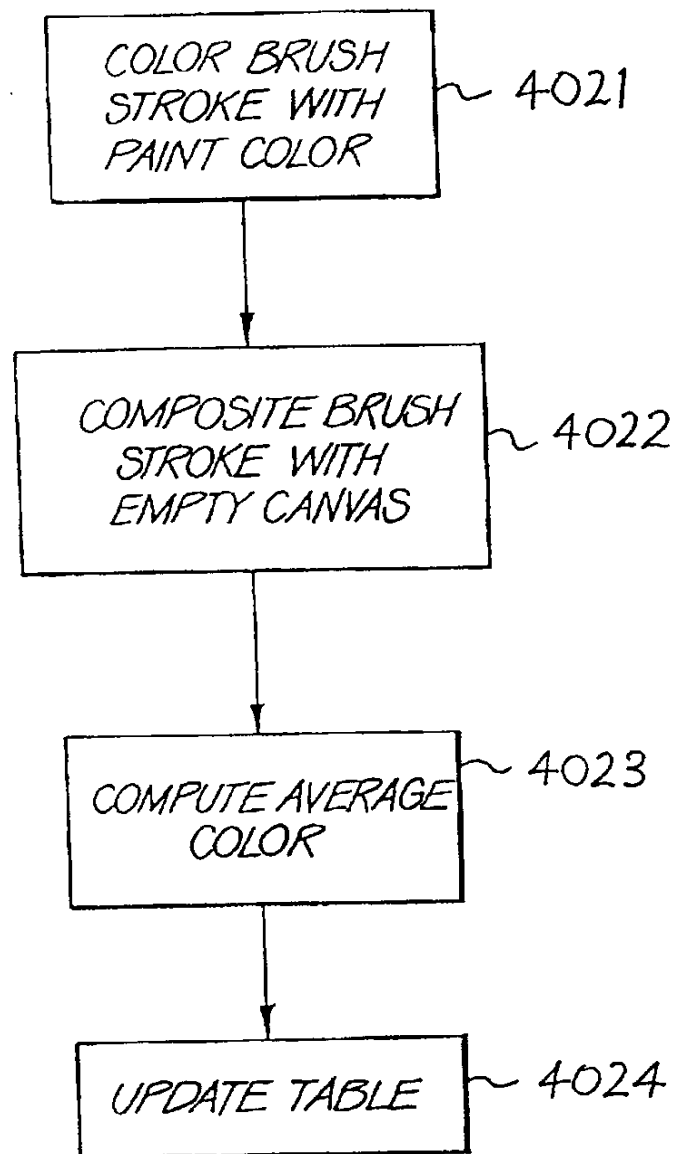 COLOR BRUSH
STROKE WITH
PAINT COLOR
4021
COMPOSITE BRUSH
STROKE WITH
EMPTY CANVAS
4022
COMPUTE AVERAGE
COLOR
4023
UPDATE TABLE
4024